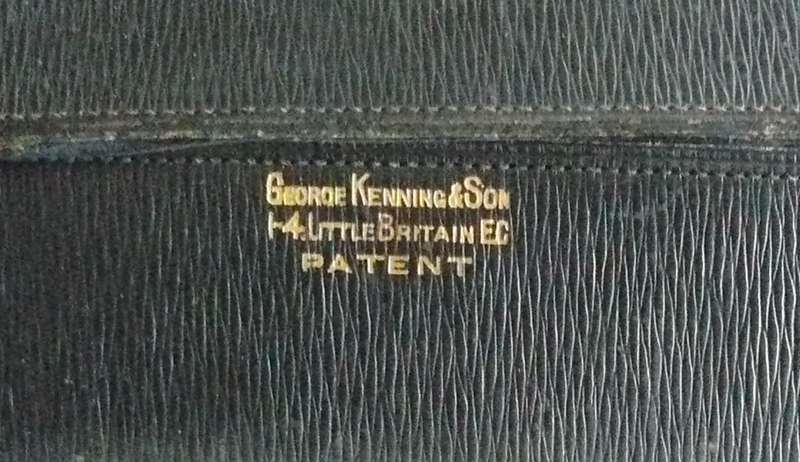 GEORGE KENNING & SON
1-4. LITTLE BRITAIN EC
PATENT